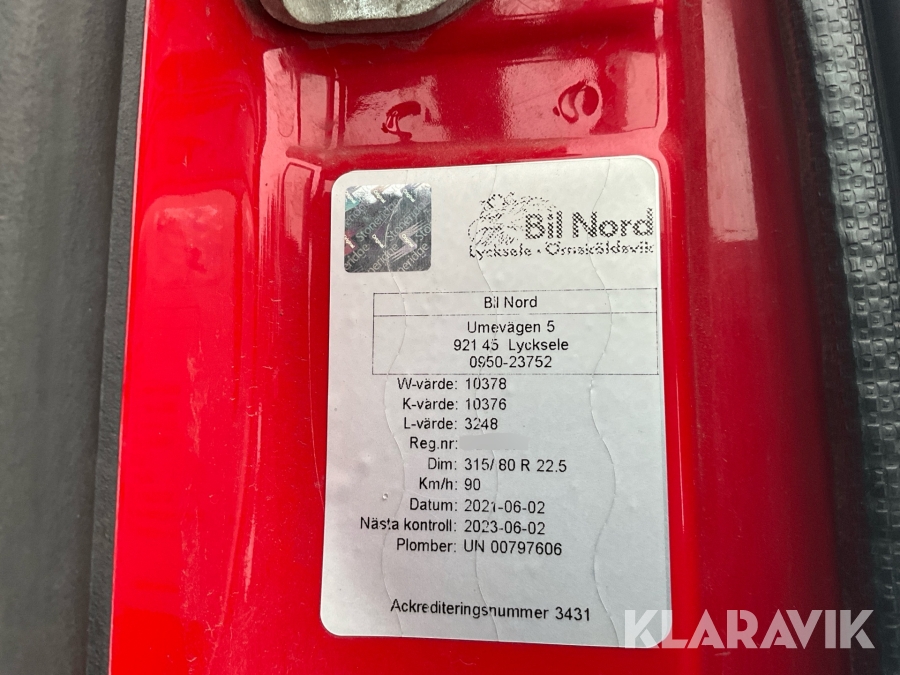 Bil Nord
Lycksele - Örnsköldsvik
Bil Nord
Umevägen 5
921 45 Lycksele
0950-23752
W-värde: 10378
K-värde: 10376
L-värde: 3248
Reg.nr:
Dim: 315/ 80 R 22.5
Km/h: 90
Datum: 2021-06-02
Nästa kontroll: 2023-06-02
Plomber: UN 00797606
Ackrediteringsnummer 3431
KLARAVIK